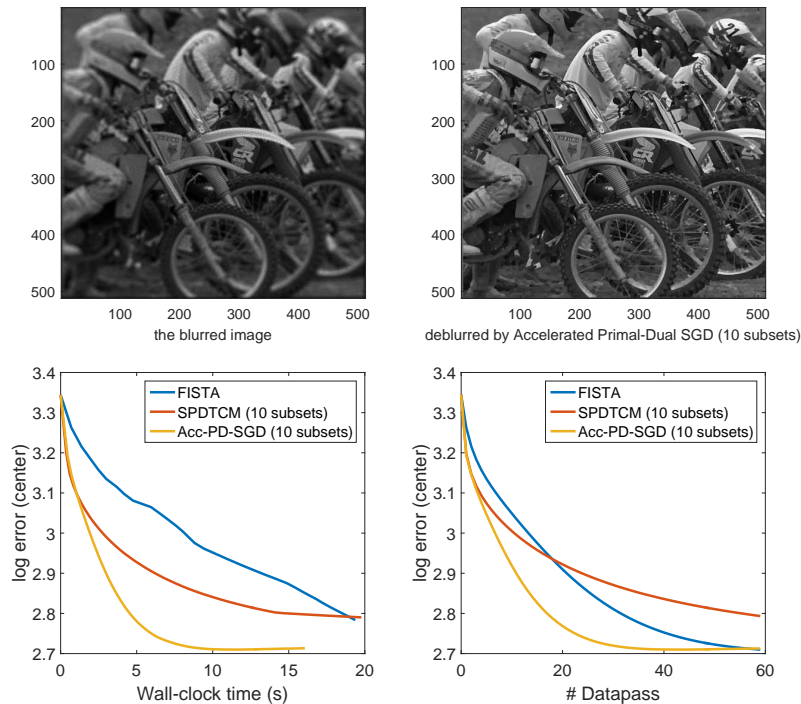 100
200
300
400
500
100 200 300 400 500
the blurred image
100
200
300
400
500
21
CR
100 200 300 400 500
deblurred by Accelerated Primal-Dual SGD (10 subsets)
3.4
3.3
3.2
3.1
3
2.9
2.8
2.7
log error (center)
FISTA
SPDTCM (10 subsets)
Acc-PD-SGD (10 subsets)
0 5 10 15 20
Wall-clock time (s)
3.4
3.3
3.2
3.1
3
2.9
2.8
2.7
log error (center)
FISTA
SPDTCM (10 subsets)
Acc-PD-SGD (10 subsets)
0 20 40 60
# Datapass